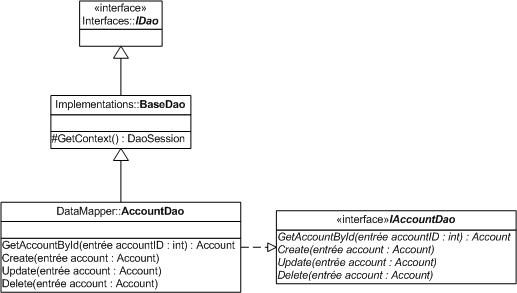 «interface»
Interfaces::IDao
Implementations::BaseDao
#GetContext() : DaoSession
DataMapper::AccountDao
GetAccountById(entrée accountID : int) : Account
Create(entrée account : Account)
Update(entrée account : Account)
Delete(entrée account : Account)
«interface»IAccountDao
GetAccountById(entrée accountID : int) : Account
Create(entrée account : Account)
Update(entrée account : Account)
Delete(entrée account : Account)